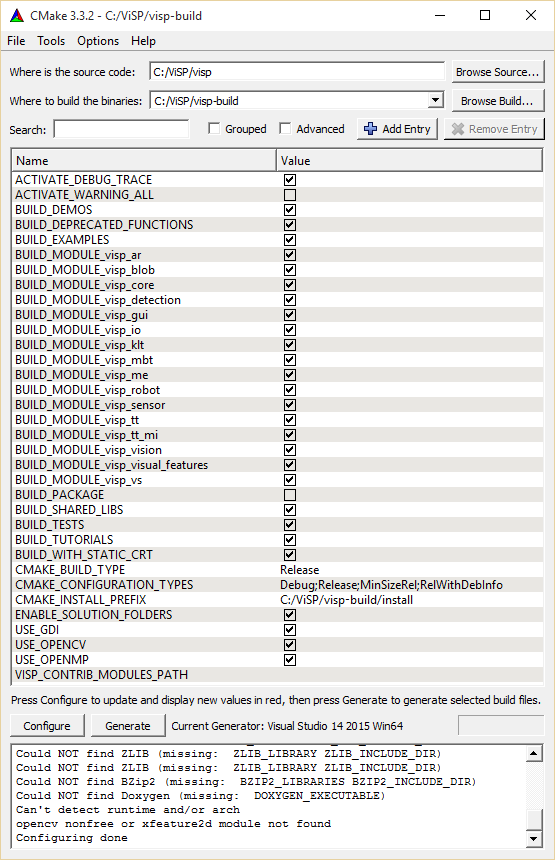 CMake 3.3.2 - C:/ViSP/visp-build
File Tools Options Help
Where is the source code: C:/ViSP/visp Browse Source...
Where to build the binaries: C:/ViSP/visp-build Browse Build...
Search: Grouped Advanced Add Entry Remove Entry
Name Value
ACTIVATE_DEBUG_TRACE
ACTIVATE_WARNING_ALL
BUILD_DEMOS
BUILD_DEPRECATED_FUNCTIONS
BUILD_EXAMPLES
BUILD_MODULE_visp_ar
BUILD_MODULE_visp_blob
BUILD_MODULE_visp_core
BUILD_MODULE_visp_detection
BUILD_MODULE_visp_gui
BUILD_MODULE_visp_io
BUILD_MODULE_visp_klt
BUILD_MODULE_visp_mbt
BUILD_MODULE_visp_me
BUILD_MODULE_visp_robot
BUILD_MODULE_visp_sensor
BUILD_MODULE_visp_tt
BUILD_MODULE_visp_tt_mi
BUILD_MODULE_visp_vision
BUILD_MODULE_visp_visual_features
BUILD_MODULE_visp_vs
BUILD_PACKAGE
BUILD_SHARED_LIBS
BUILD_TESTS
BUILD_TUTORIALS
BUILD_WITH_STATIC_CRT
CMAKE_BUILD_TYPE Release
CMAKE_CONFIGURATION_TYPES Debug;Release;MinSizeRel;RelWithDebInfo
CMAKE_INSTALL_PREFIX C:/ViSP/visp-build/install
ENABLE_SOLUTION_FOLDERS
USE_GDI
USE_OPENCV
USE_OPENMP
VISP_CONTRIB_MODULES_PATH
Press Configure to update and display new values in red, then press Generate to generate selected build files.
Configure Generate Current Generator: Visual Studio 14 2015 Win64
Could NOT find ZLIB (missing: ZLIB_LIBRARY ZLIB_INCLUDE_DIR)
Could NOT find ZLIB (missing: ZLIB_LIBRARY ZLIB_INCLUDE_DIR)
Could NOT find BZip2 (missing: BZIP2_LIBRARIES BZIP2_INCLUDE_DIR)
Could NOT find Doxygen (missing: DOXYGEN_EXECUTABLE)
Can't detect runtime and/or arch
opencv nonfree or xfeature2d module not found
Configuring done